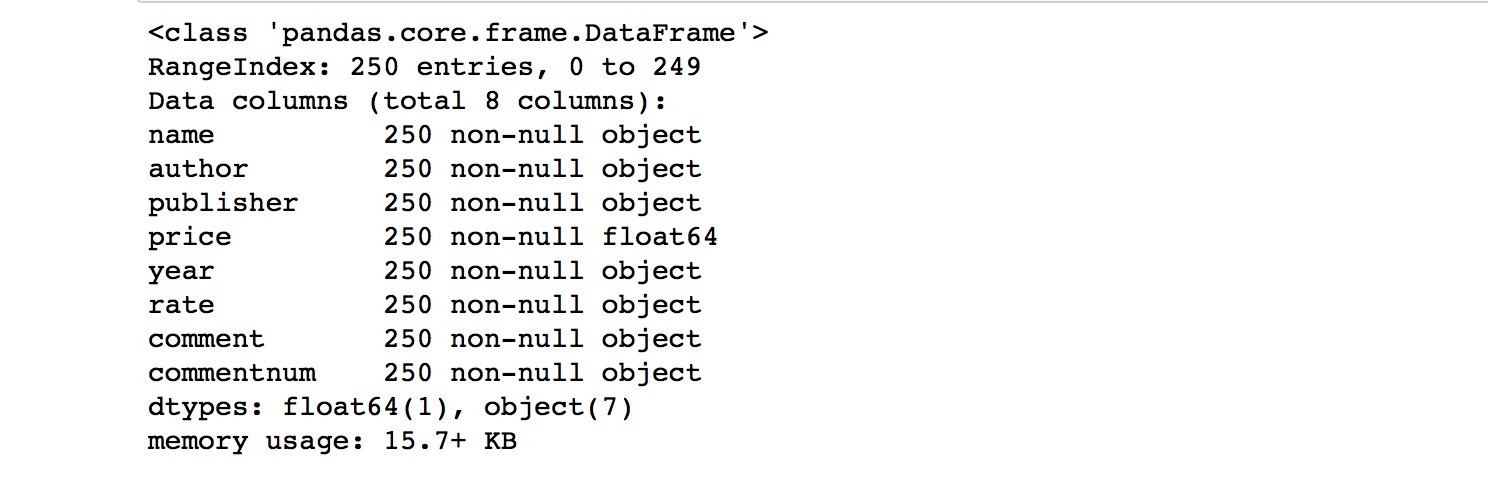 <class 'pandas.core.frame.DataFrame'>
RangeIndex: 250 entries, 0 to 249
Data columns (total 8 columns):
name          250 non-null object
author        250 non-null object
publisher     250 non-null object
price         250 non-null float64
year          250 non-null object
rate          250 non-null object
comment       250 non-null object
commentnum    250 non-null object
dtypes: float64(1), object(7)
memory usage: 15.7+ KB